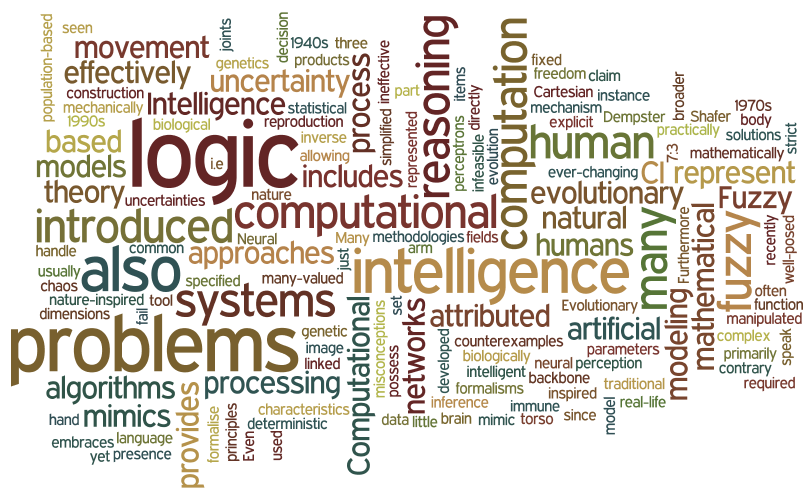 population-based
seen
movement
joints
genetics
decision
1940s
three
products
effectively
uncertainty
construction
mechanically
Intelligence
statistical
1990s
biological
reproduction
process
simplified
ineffective
part
represented
reasoning
perceptrons
items
infeasible
directly
evolution
computation
fixed
freedom
claim
Cartesian
instance
mechanism
explicit
Dempster
Shafer
broader
1970s
body
practically
solutions
strict
mathematically
7:3
based
models
theory
logic
i.e
inverse
allowing
includes
nature
uncertainties
human
ever-changing
CI
represent
evolutionary
Fuzzy
introduced
computational
natural
humans
many
Furthermore
mathematical
fuzzy
recently
well-posed
handle
common
Neural
approaches
Many
methodologies
fields
arm
just
usually
chaos
also
specified
many-valued
intelligence
nature-inspired
tool
dimensions
fail
systems
Computational
misconceptions
set
possess
networks
attributed
Evolutionary
artificial
modeling
often
function
manipulated
problems
genetic
image
linked
developed
counterexamples
biologically
intelligent
neural
perception
parameters
complex
primarily
speak
contrary
required
algorithms
processing
formalisms
backbone
inspired
traditional
real-life
hand
mimics
provides
formalise
principles
Even
used
characteristics
deterministic
inference
immune
since
model
data
little
brain
mimic
torso
embraces
language
yet
presence